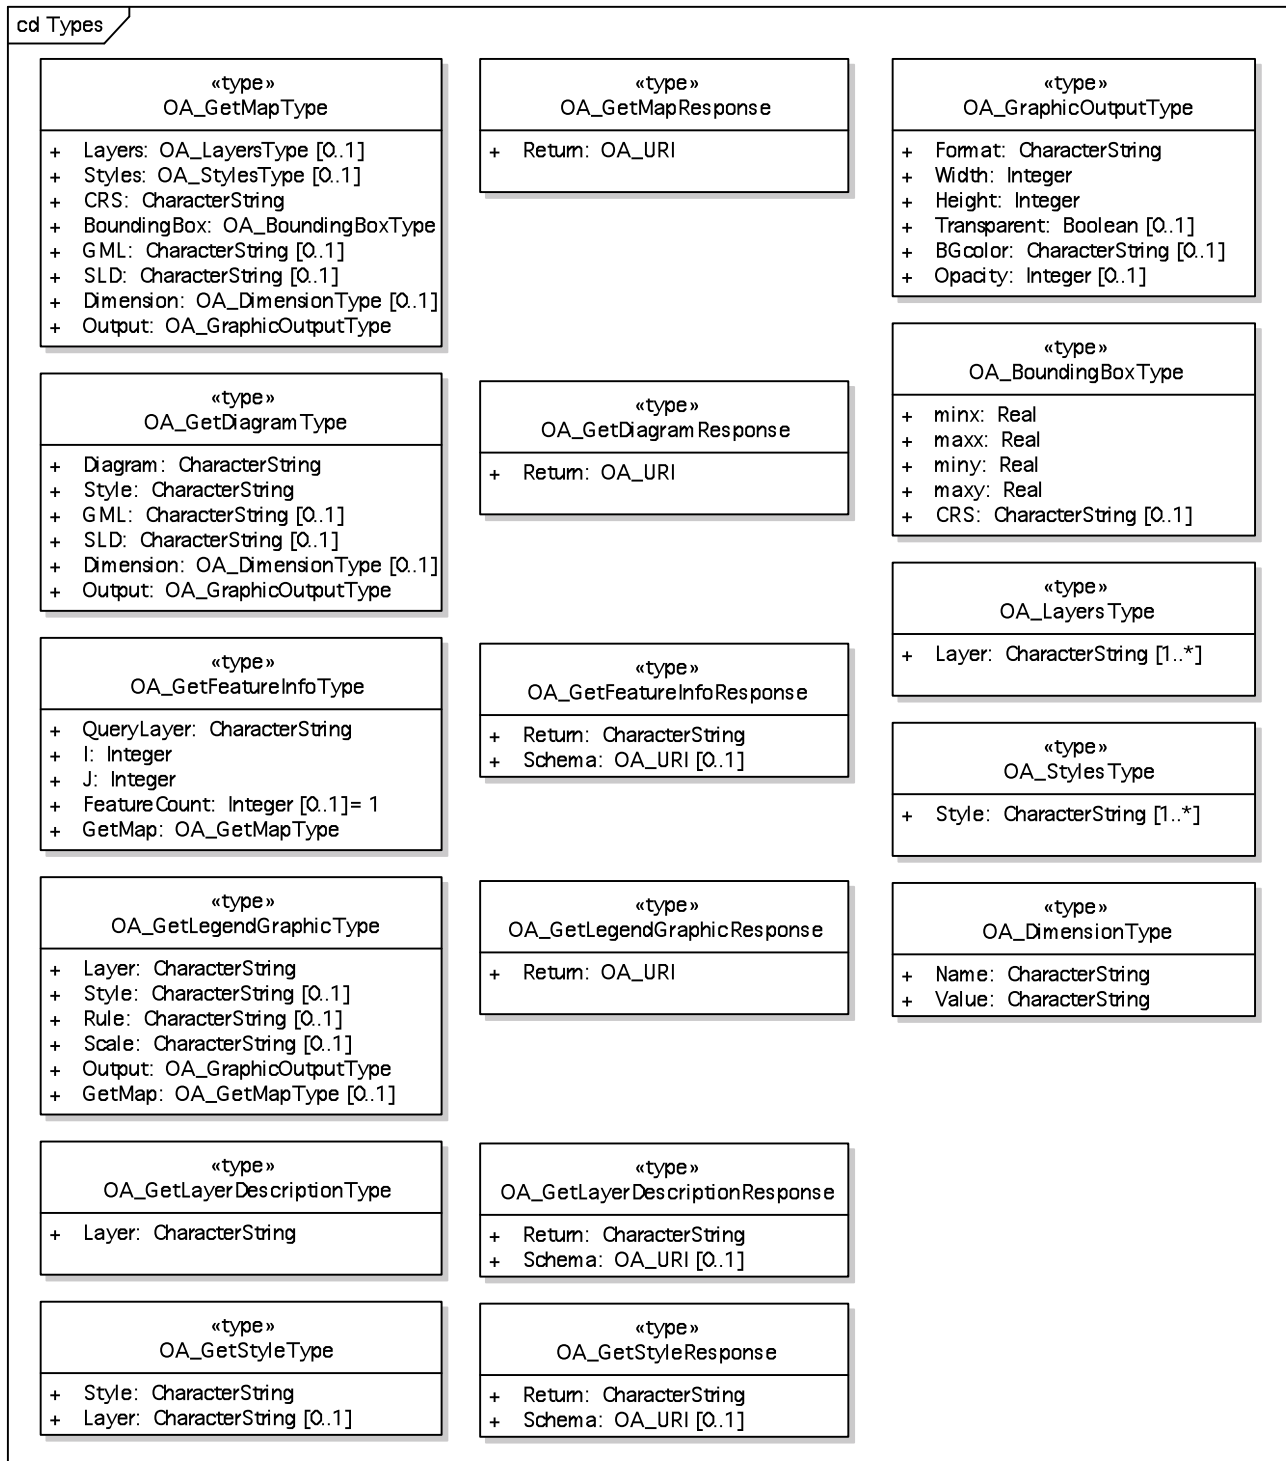 cd Types
«type»
OA_GetMapType
+ Layers: OA_LayersType [0..1]
+ Styles: OA_StylesType [0..1]
+ CRS: CharacterString
+ BoundingBox: OA_BoundingBoxType
+ GML: CharacterString [0..1]
+ SLD: CharacterString [0..1]
+ Dimension: OA_DimensionType [0..1]
+ Output: OA_GraphicOutputType
«type»
OA_GetMapResponse
+ Return: OA_URI
«type»
OA_GraphicOutputType
+ Format: CharacterString
+ Width: Integer
+ Height: Integer
+ Transparent: Boolean [0..1]
+ BGcolor: CharacterString [0..1]
+ Opacity: Integer [0..1]
«type»
OA_GetDiagramType
+ Diagram: CharacterString
+ Style: CharacterString
+ GML: CharacterString [0..1]
+ SLD: CharacterString [0..1]
+ Dimension: OA_DimensionType [0..1]
+ Output: OA_GraphicOutputType
«type»
OA_GetDiagramResponse
+ Return: OA_URI
«type»
OA_BoundingBoxType
+ minx: Real
+ maxx: Real
+ miny: Real
+ maxy: Real
+ CRS: CharacterString [0..1]
«type»
OA_LayersType
+ Layer: CharacterString [1..*]
«type»
OA_GetFeatureInfoType
+ QueryLayer: CharacterString
+ I: Integer
+ J: Integer
+ FeatureCount: Integer [0..1] = 1
+ GetMap: OA_GetMapType
«type»
OA_GetFeatureInfoResponse
+ Return: CharacterString
+ Schema: OA_URI [0..1]
«type»
OA_StylesType
+ Style: CharacterString [1..*]
«type»
OA_GetLegendGraphicType
+ Layer: CharacterString
+ Style: CharacterString [0..1]
+ Rule: CharacterString [0..1]
+ Scale: CharacterString [0..1]
+ Output: OA_GraphicOutputType
+ GetMap: OA_GetMapType [0..1]
«type»
OA_GetLegendGraphicResponse
+ Return: OA_URI
«type»
OA_DimensionType
+ Name: CharacterString
+ Value: CharacterString
«type»
OA_GetLayerDescriptionType
+ Layer: CharacterString
«type»
OA_GetLayerDescriptionResponse
+ Return: CharacterString
+ Schema: OA_URI [0..1]
«type»
OA_GetStyleType
+ Style: CharacterString
+ Layer: CharacterString [0..1]
«type»
OA_GetStyleResponse
+ Return: CharacterString
+ Schema: OA_URI [0..1]